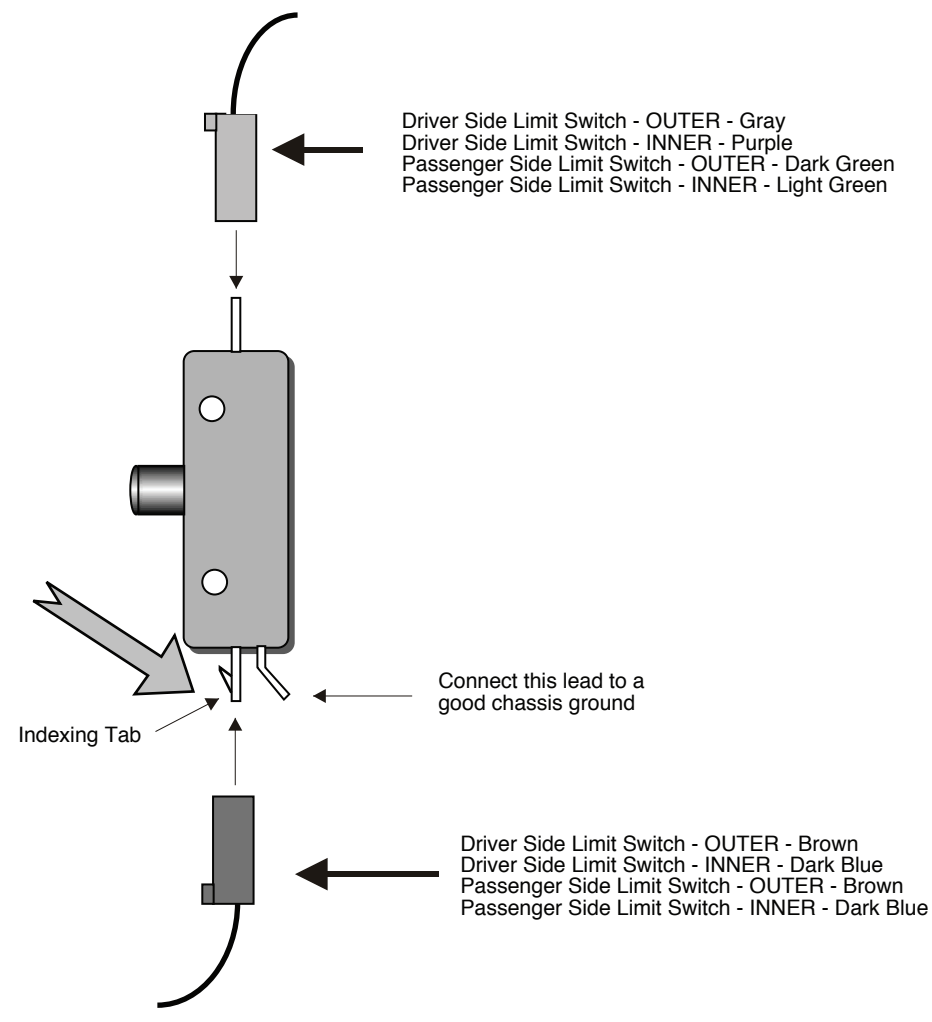 Driver Side Limit Switch - OUTER - Gray
Driver Side Limit Switch - INNER - Purple
Passenger Side Limit Switch - OUTER - Dark Green
Passenger Side Limit Switch - INNER - Light Green
Connect this lead to a
good chassis ground
Indexing Tab
Driver Side Limit Switch - OUTER - Brown
Driver Side Limit Switch - INNER - Dark Blue
Passenger Side Limit Switch - OUTER - Brown
Passenger Side Limit Switch - INNER - Dark Blue